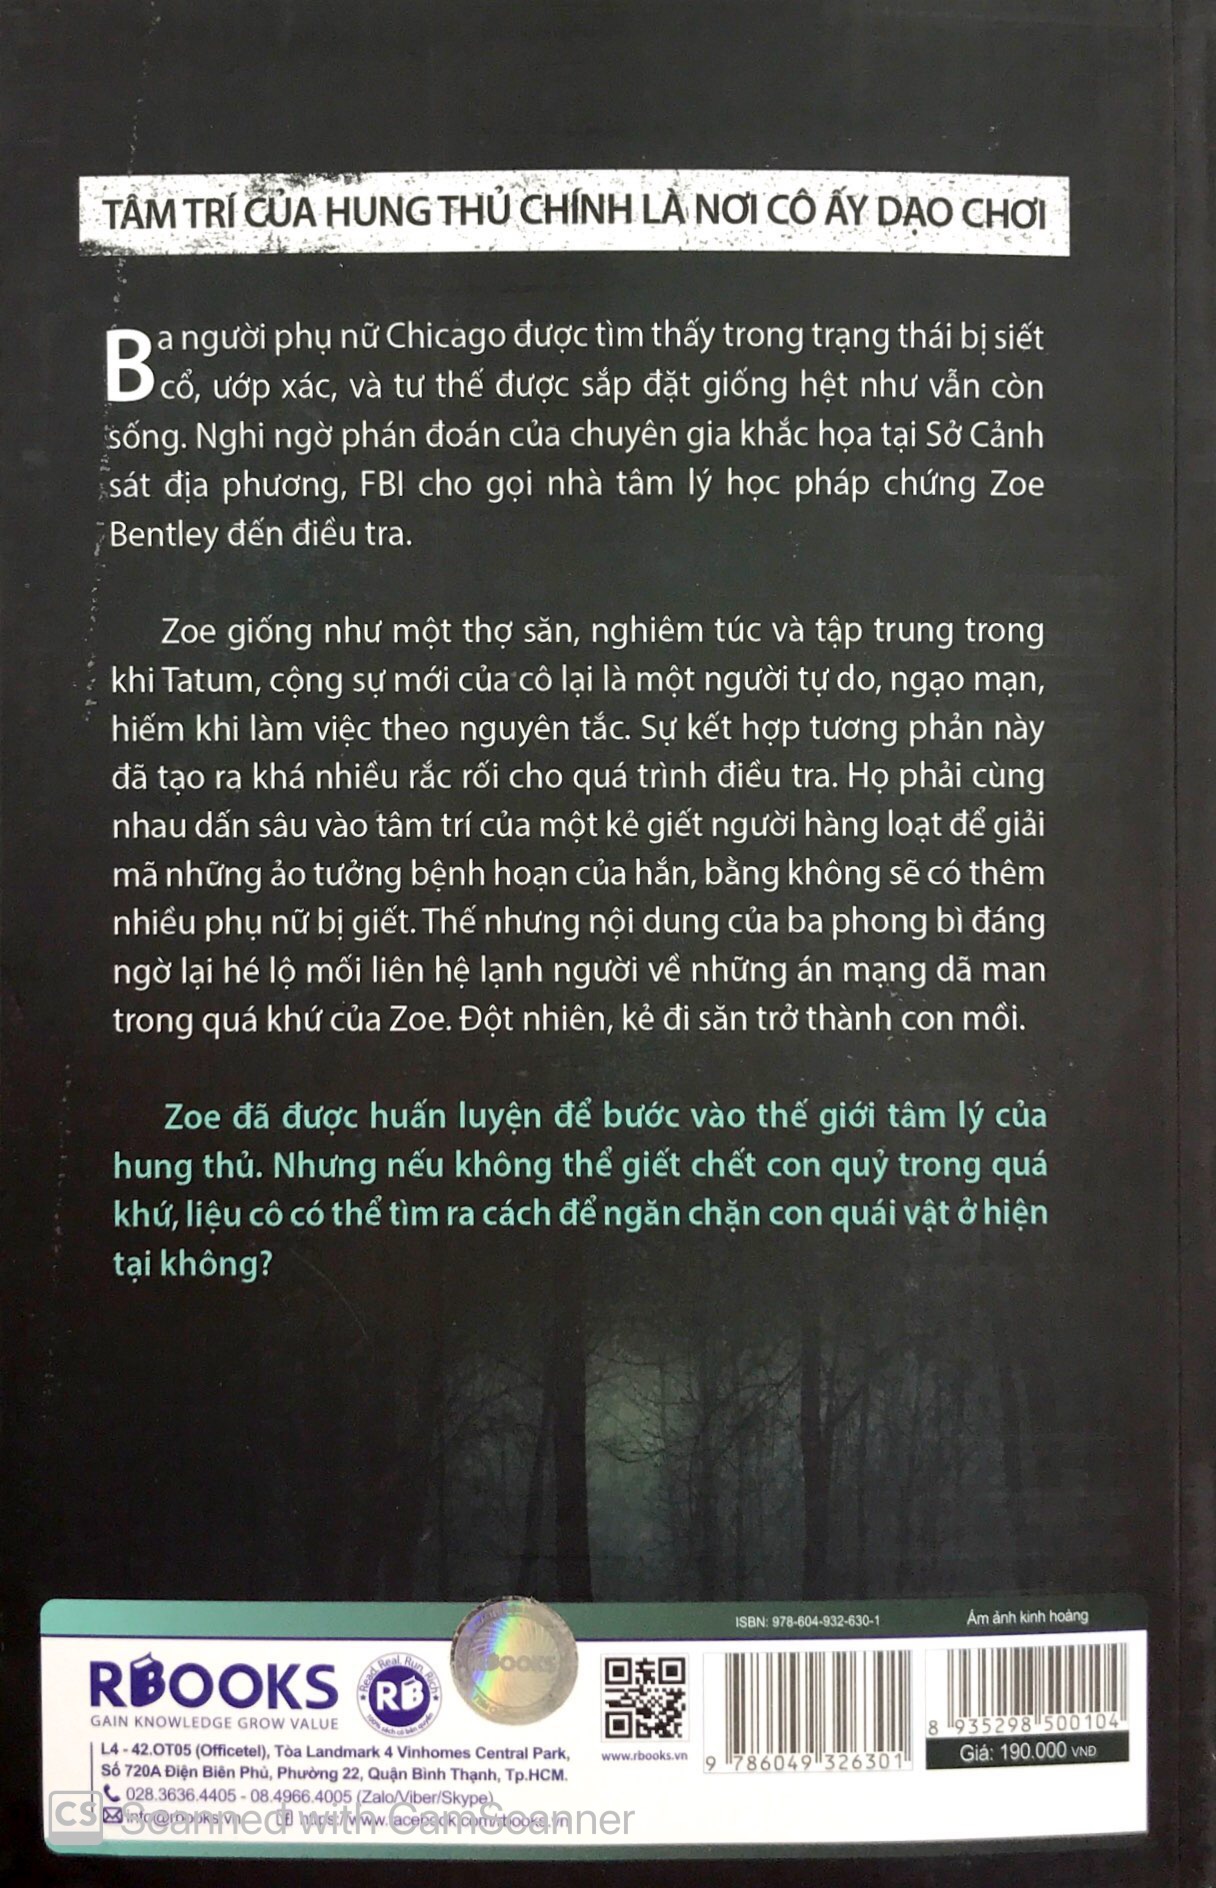 TÂM TRÍ CỦA HUNG THỦ CHÍNH LÀ NƠI CÔ ẤY DẠO CHƠI
Ba người phụ nữ Chicago được tìm thấy trong trạng thái bị siết
cổ, ướp xác, và tư thế được sắp đặt giống hệt như vẫn còn
sống. Nghi ngờ phán đoán của chuyên gia khắc họa tại Sở Cảnh
sát địa phương, FBI cho gọi nhà tâm lý học pháp chứng Zoe
Bentley đến điều tra.
Zoe giống như một thợ săn, nghiêm túc và tập trung trong
khi Tatum, cộng sự mới của cô lại là một người tự do, ngạo mạn,
hiếm khi làm việc theo nguyên tắc. Sự kết hợp tương phản này
đã tạo ra khá nhiều rắc rối cho quá trình điều tra. Họ phải cùng
nhau dấn sâu vào tâm trí của một kẻ giết người hàng loạt để giải
mã những ảo tưởng bệnh hoạn của hắn, bằng không sẽ có thêm
nhiều phụ nữ bị giết. Thế nhưng nội dung của ba phong bì đáng
ngờ lại hé lộ mối liên hệ lạnh người về những án mạng dã man
trong quá khứ của Zoe. Đột nhiên, kẻ đi săn trở thành con mồi.
Zoe đã được huấn luyện để bước vào thế giới tâm lý của
hung thủ. Nhưng nếu không thể giết chết con quỷ trong quá
khứ, liệu cô có thể tìm ra cách để ngăn chặn con quái vật ở hiện
tại không?
ISBN: 978-604-932-630-1
Ám ảnh kinh hoàng
RBOOKS
GAIN KNOWLEDGE GROW VALUE
Read. Real. Run. Rich
RB
100% sách có bản quyền
RBOOKS
www.rbooks.vn
9 786049 326301
8 935298 500104
Giá: 190.000 VNĐ
L4 - 42.OT05 (Officetel), Tòa Landmark 4 Vinhomes Central Park,
Số 720A Điện Biên Phủ, Phường 22, Quận Bình Thạnh, Tp.HCM.
028.3636.4405 - 08.4966.4005 (Zalo/Viber/Skype)
info@rbooks.vn https://www.facebook.com/rbooks.vn
CS Scanned with CamScanner